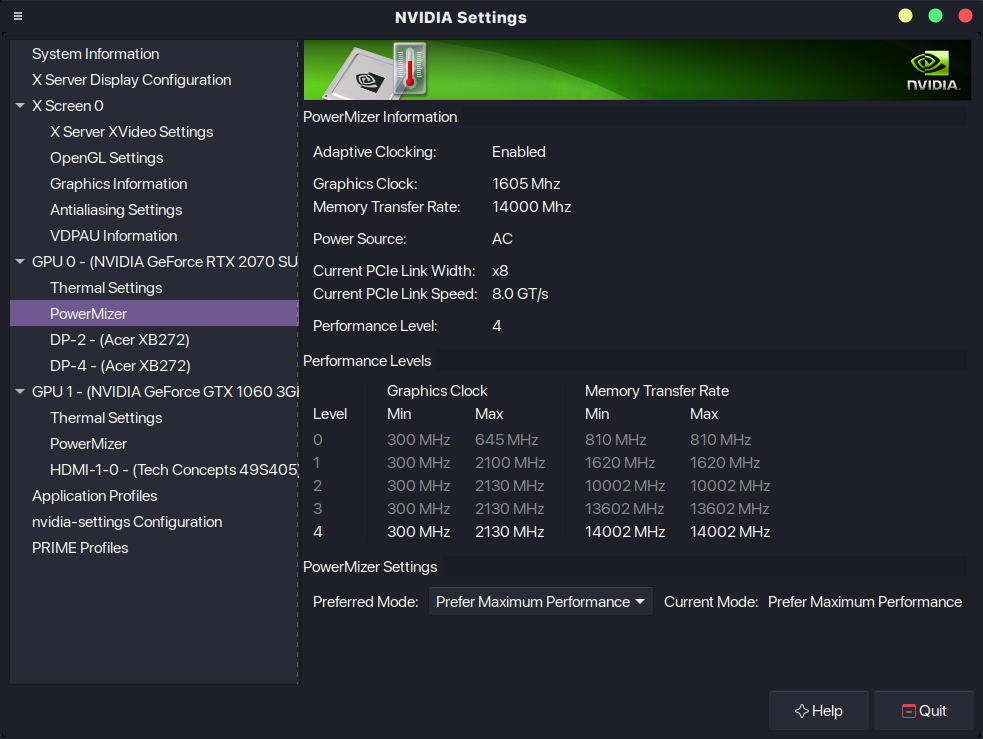 NVIDIA Settings
System Information
X Server Display Configuration
X Screen 0
X Server XVideo Settings
OpenGL Settings
Graphics Information
Antialiasing Settings
VDPAU Information
GPU 0 - (NVIDIA GeForce RTX 2070 SU
Thermal Settings
PowerMizer
DP-2 - (Acer XB272)
DP-4 - (Acer XB272)
GPU 1 - (NVIDIA GeForce GTX 1060 3GB
Thermal Settings
PowerMizer
HDMI-1-0 - (Tech Concepts 49S405)
Application Profiles
nvidia-settings Configuration
PRIME Profiles
NVIDIA.
PowerMizer Information
Adaptive Clocking: Enabled
Graphics Clock: 1605 Mhz
Memory Transfer Rate: 14000 Mhz
Power Source: AC
Current PCIe Link Width: x8
Current PCIe Link Speed: 8.0 GT/s
Performance Level: 4
Performance Levels
Graphics Clock Memory Transfer Rate
Level Min Max Min Max
0 300 MHz 645 MHz 810 MHz 810 MHz
1 300 MHz 2100 MHz 1620 MHz 1620 MHz
2 300 MHz 2130 MHz 10002 MHz 10002 MHz
3 300 MHz 2130 MHz 13602 MHz 13602 MHz
4 300 MHz 2130 MHz 14002 MHz 14002 MHz
PowerMizer Settings
Preferred Mode: Prefer Maximum Performance Current Mode: Prefer Maximum Performance
Help Quit